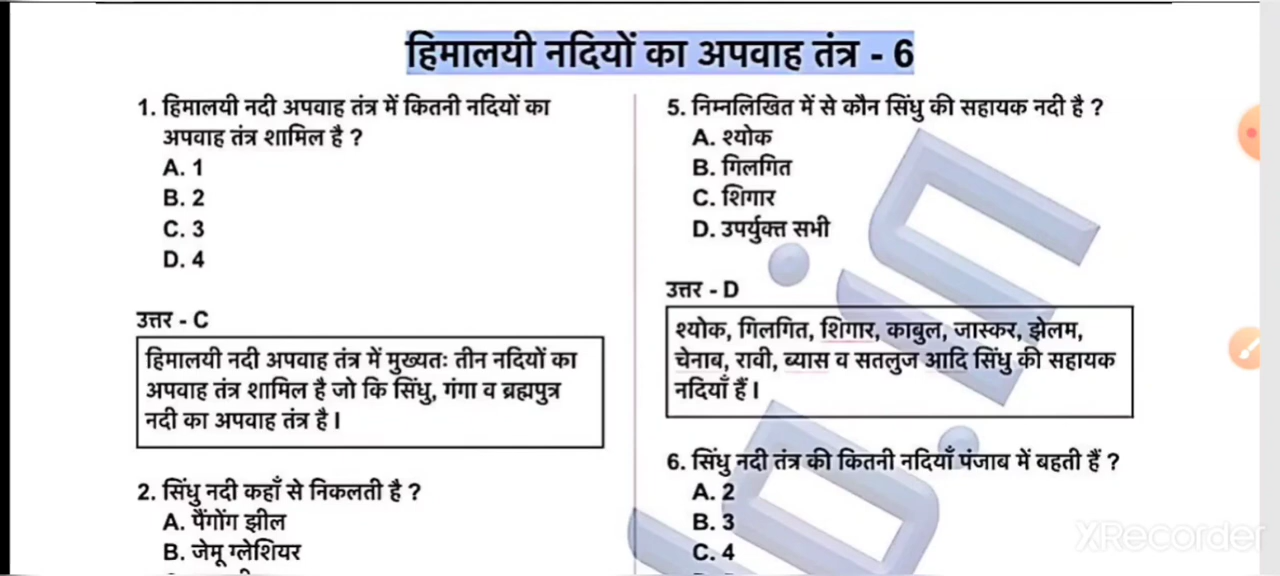 हिमालयी नदियों का अपवाह तंत्र - 6
1. हिमालयी नदी अपवाह तंत्र में कितनी नदियों का
अपवाह तंत्र शामिल है ?
A. 1
B. 2
C. 3
D. 4
उत्तर - C
हिमालयी नदी अपवाह तंत्र में मुख्यतः तीन नदियों का
अपवाह तंत्र शामिल है जो कि सिंधु, गंगा व ब्रह्मपुत्र
नदी का अपवाह तंत्र है।
2. सिंधु नदी कहाँ से निकलती है ?
A. पैंगोंग झील
B. जेमू ग्लेशियर
5. निम्नलिखित में से कौन सिंधु की सहायक नदी है ?
A. श्योक
B. गिलगित
C. शिगार
D. उपर्युक्त सभी
उत्तर - D
श्योक, गिलगित, शिगार, काबुल, जास्कर, झेलम,
चेनाब, रावी, ब्यास व सतलुज आदि सिंधु की सहायक
नदियाँ हैं।
6. सिंधु नदी तंत्र की कितनी नदियाँ पंजाब में बहती हैं ?
A. 2
B. 3
C. 4
XRecorder